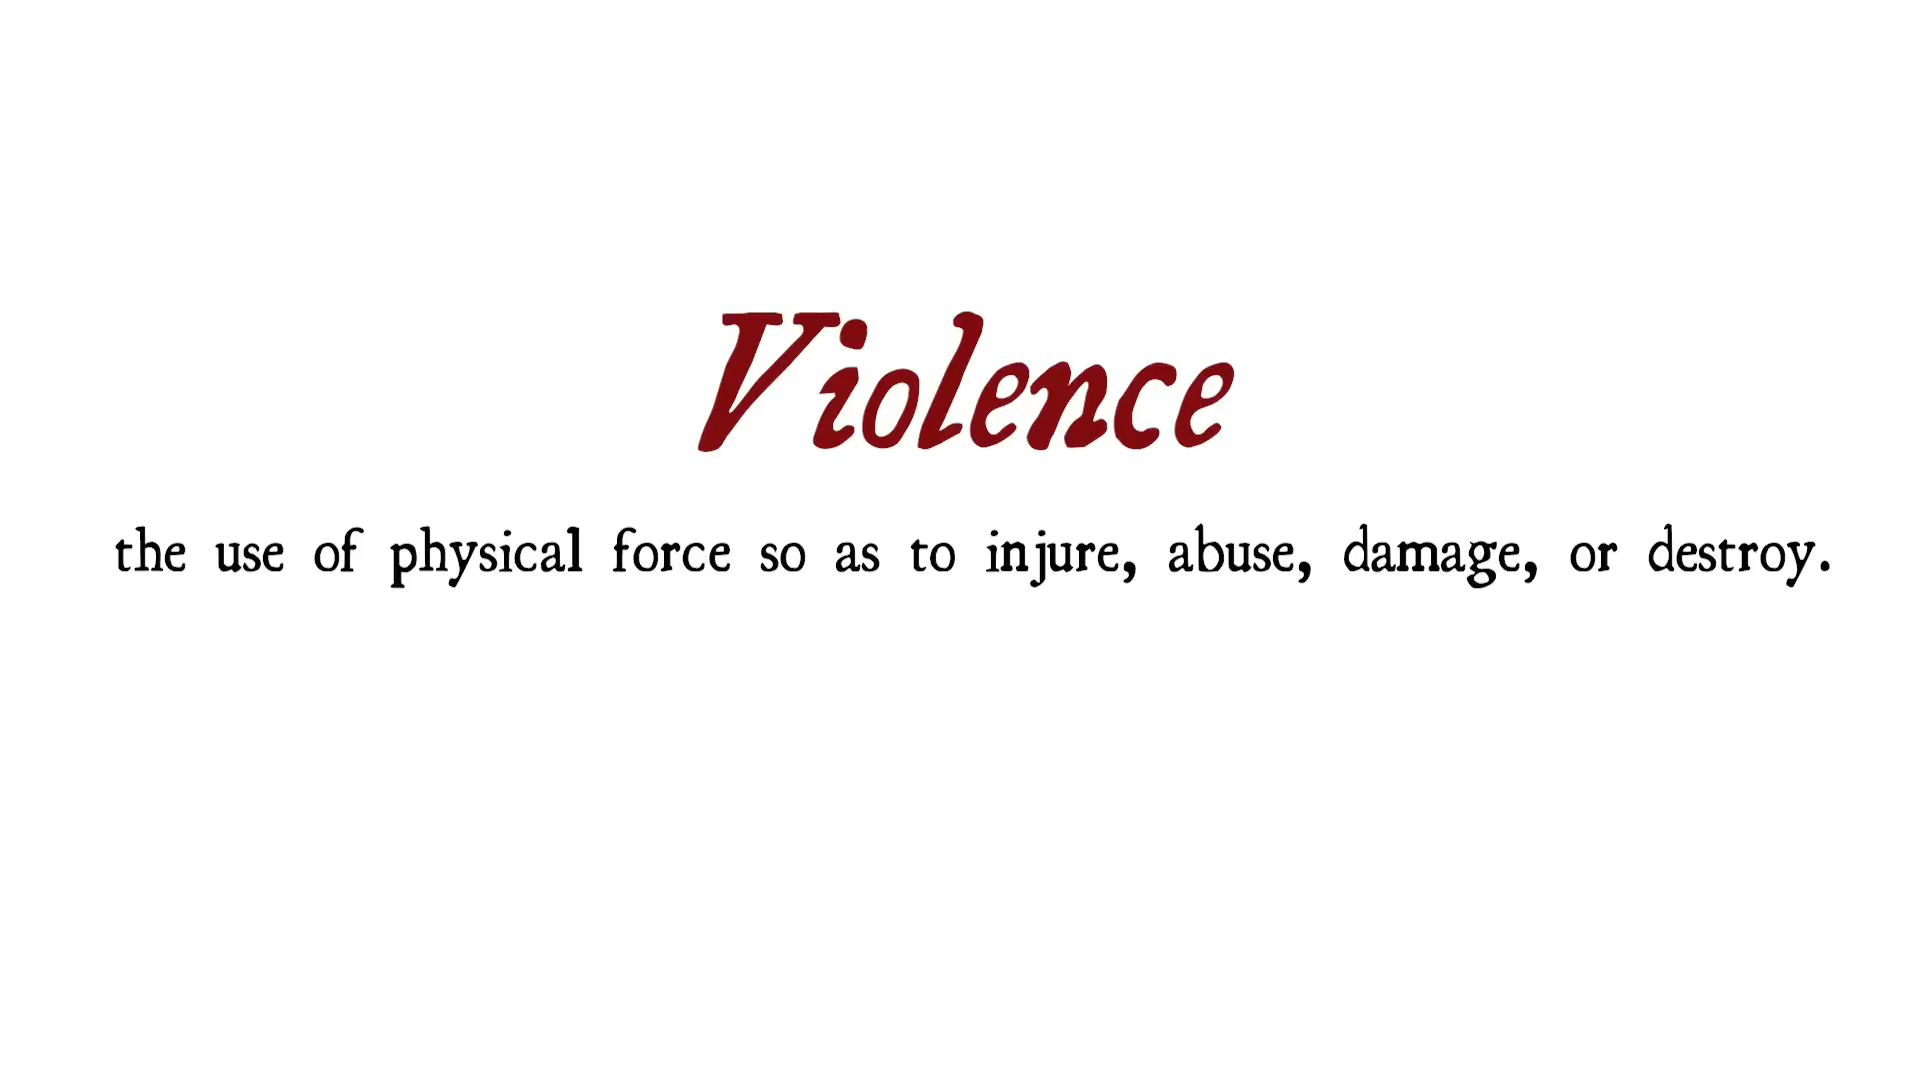 Violence
the use of physical force so as to injure, abuse, damage, or destroy.